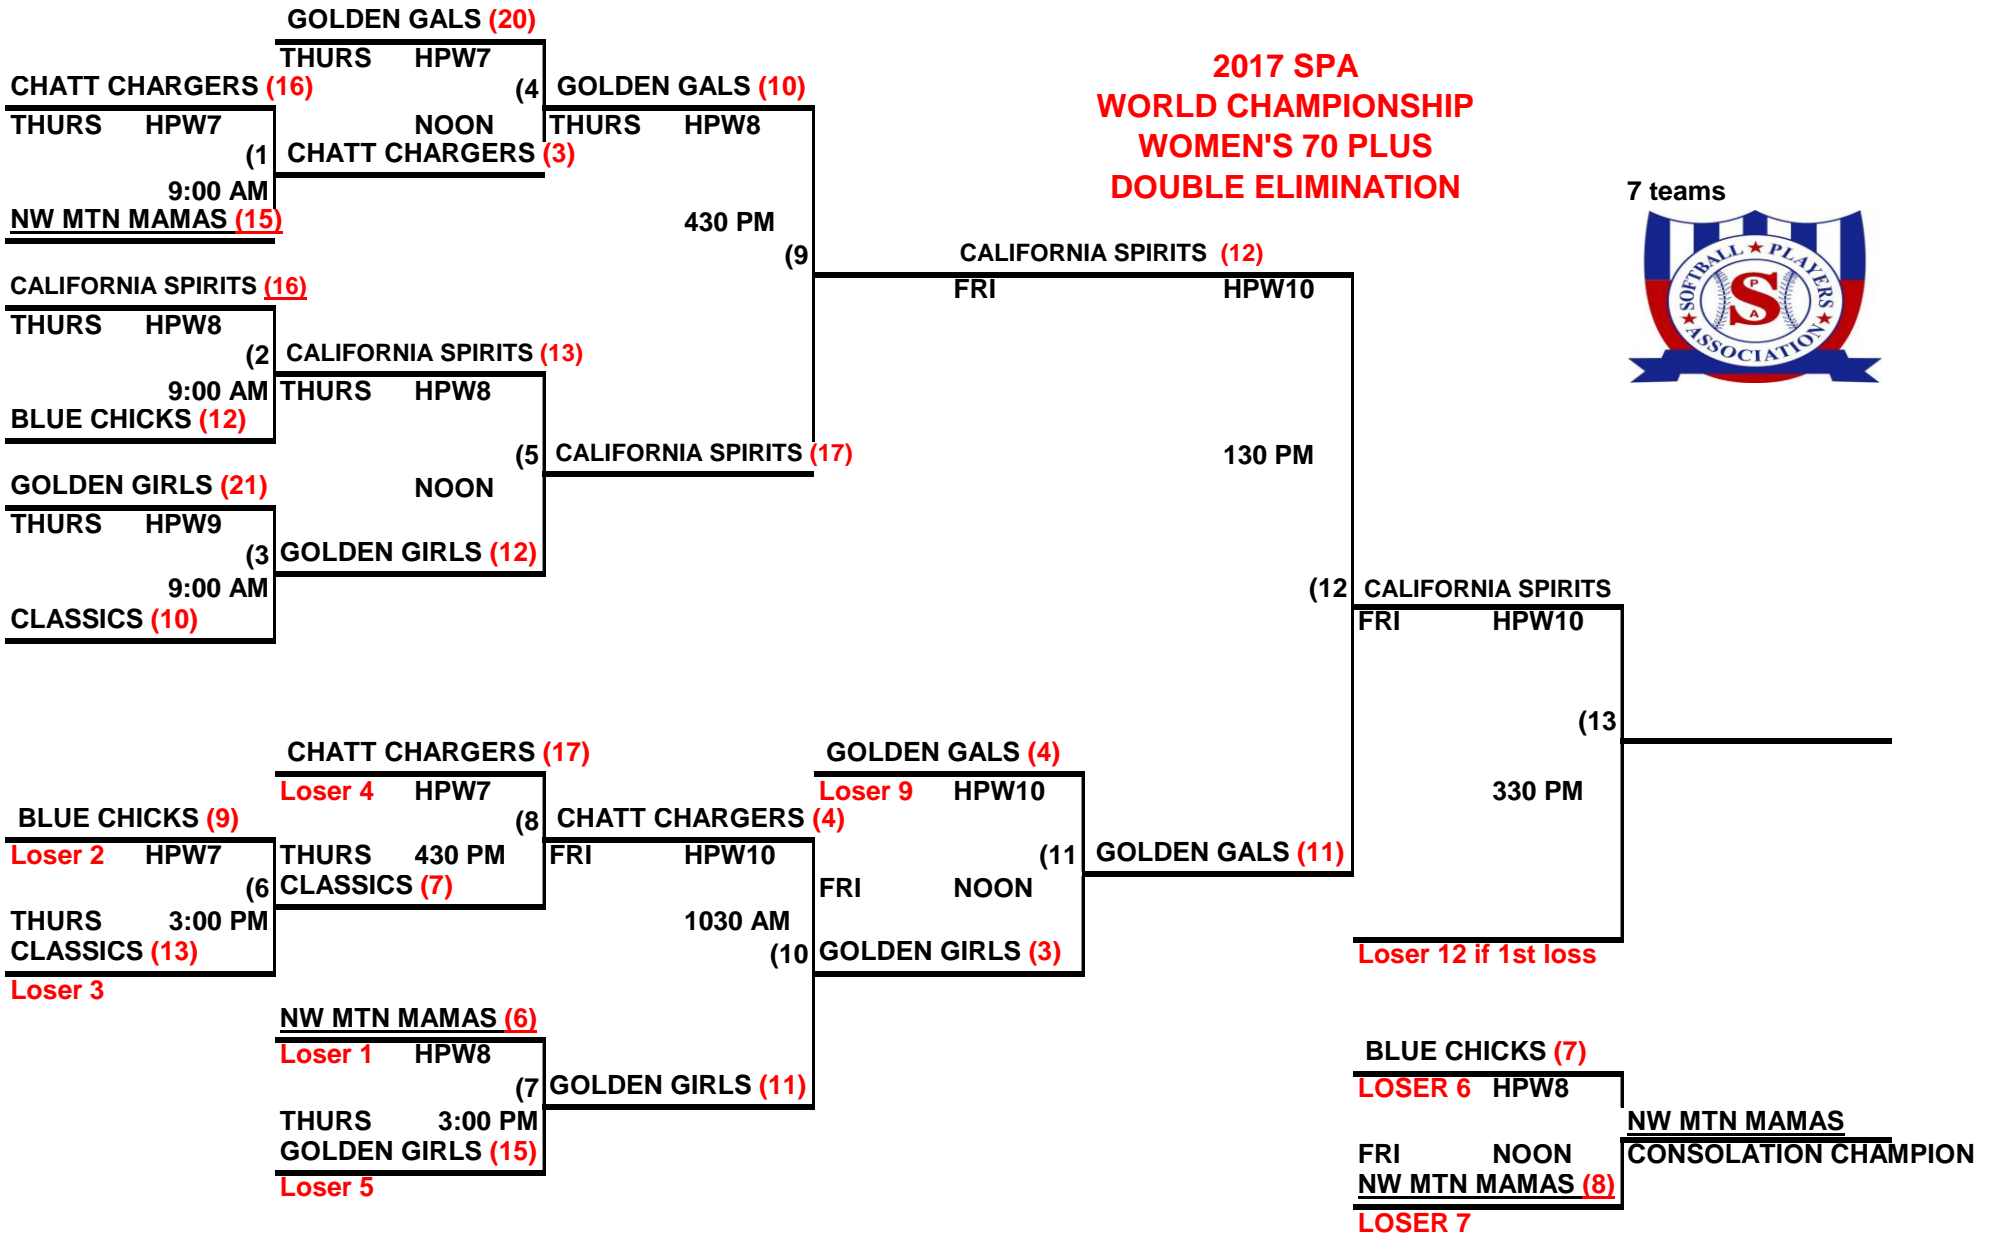 2017 SPA
WORLD CHAMPIONSHIP
WOMEN'S 70 PLUS
DOUBLE ELIMINATION
7 teams
SOFTBALL ★ PLAYERS ★ ASSOCIATION ★
S
P
A
GOLDEN GALS (20)
THURS HPW7
(4
NOON
CHATT CHARGERS (3)
CHATT CHARGERS (16)
THURS HPW7
(1
9:00 AM
NW MTN MAMAS (15)
CALIFORNIA SPIRITS (16)
THURS HPW8
(2
9:00 AM
BLUE CHICKS (12)
GOLDEN GIRLS (21)
THURS HPW9
(3
9:00 AM
CLASSICS (10)
CALIFORNIA SPIRITS (13)
THURS HPW8
(5
NOON
GOLDEN GIRLS (12)
GOLDEN GALS (10)
THURS HPW8
430 PM
(9
CALIFORNIA SPIRITS (17)
CALIFORNIA SPIRITS (12)
FRI HPW10
130 PM
(12
CALIFORNIA SPIRITS
FRI HPW10
(13
330 PM
Loser 12 if 1st loss
CHATT CHARGERS (17)
Loser 4 HPW7
(8
THURS 430 PM
CLASSICS (7)
BLUE CHICKS (9)
Loser 2 HPW7
(6
THURS 3:00 PM
CLASSICS (13)
Loser 3
NW MTN MAMAS (6)
Loser 1 HPW8
(7
THURS 3:00 PM
GOLDEN GIRLS (15)
Loser 5
CHATT CHARGERS (4)
FRI HPW10
1030 AM
(10
GOLDEN GIRLS (11)
GOLDEN GALS (4)
Loser 9 HPW10
(11
FRI NOON
GOLDEN GIRLS (3)
GOLDEN GALS (11)
BLUE CHICKS (7)
LOSER 6 HPW8
FRI NOON
NW MTN MAMAS (8)
LOSER 7
NW MTN MAMAS
CONSOLATION CHAMPION